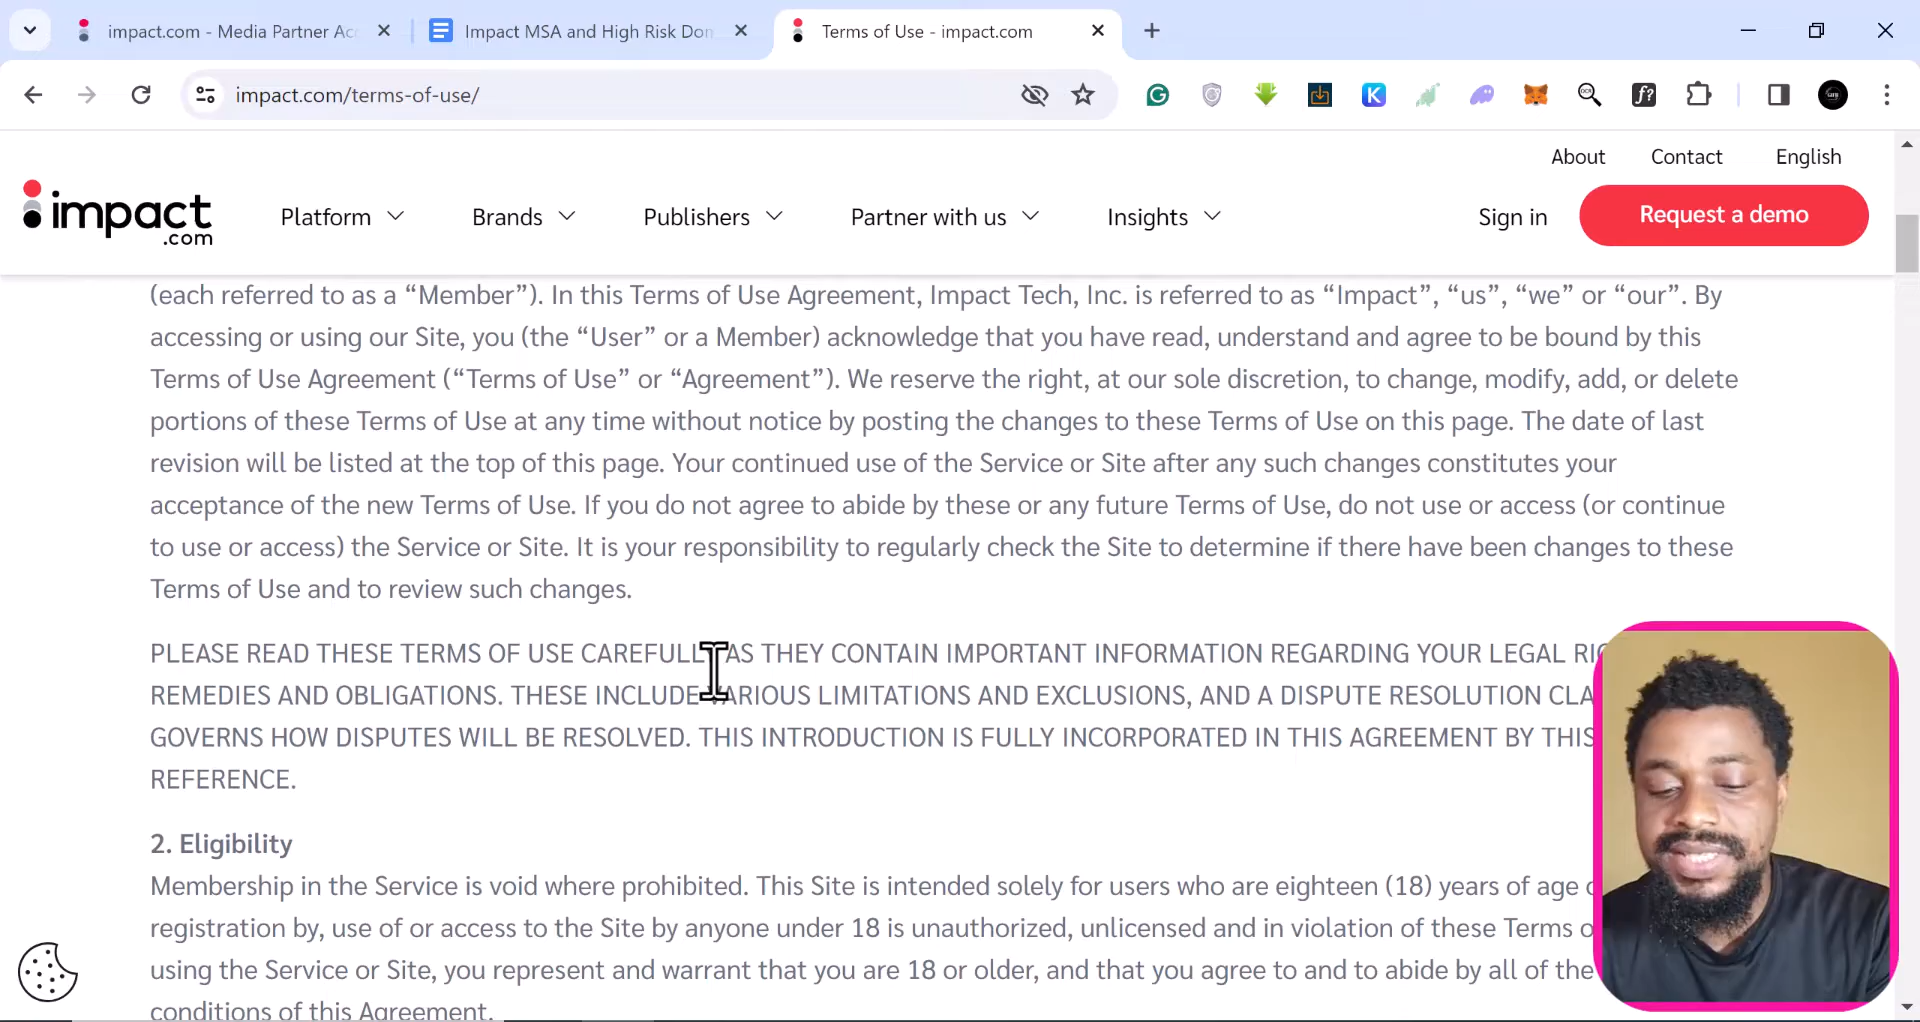 impact.com - Media Partner Acc
Impact MSA and High Risk Don
Terms of Use - impact.com
impact.com/terms-of-use/
About
Contact
English
impact
.com
Platform
Brands
Publishers
Partner with us
Insights
Sign in
Request a demo
(each referred to as a “Member”). In this Terms of Use Agreement, Impact Tech, Inc. is referred to as “Impact”, “us”, “we” or “our”. By
accessing or using our Site, you (the “User” or a Member) acknowledge that you have read, understand and agree to be bound by this
Terms of Use Agreement (“Terms of Use” or “Agreement”). We reserve the right, at our sole discretion, to change, modify, add, or delete
portions of these Terms of Use at any time without notice by posting the changes to these Terms of Use on this page. The date of last
revision will be listed at the top of this page. Your continued use of the Service or Site after any such changes constitutes your
acceptance of the new Terms of Use. If you do not agree to abide by these or any future Terms of Use, do not use or access (or continue
to use or access) the Service or Site. It is your responsibility to regularly check the Site to determine if there have been changes to these
Terms of Use and to review such changes.
PLEASE READ THESE TERMS OF USE CAREFULLY AS THEY CONTAIN IMPORTANT INFORMATION REGARDING YOUR LEGAL
REMEDIES AND OBLIGATIONS. THESE INCLUDE VARIOUS LIMITATIONS AND EXCLUSIONS, AND A DISPUTE RESOLUTION
GOVERNS HOW DISPUTES WILL BE RESOLVED. THIS INTRODUCTION IS FULLY INCORPORATED IN THIS AGREEMENT BY THIS
REFERENCE.
2. Eligibility
Membership in the Service is void where prohibited. This Site is intended solely for users who are eighteen (18) years of age
registration by, use of or access to the Site by anyone under 18 is unauthorized, unlicensed and in violation of these Terms
using the Service or Site, you represent and warrant that you are 18 or older, and that you agree to and to abide by all of the
conditions of this Agreement.